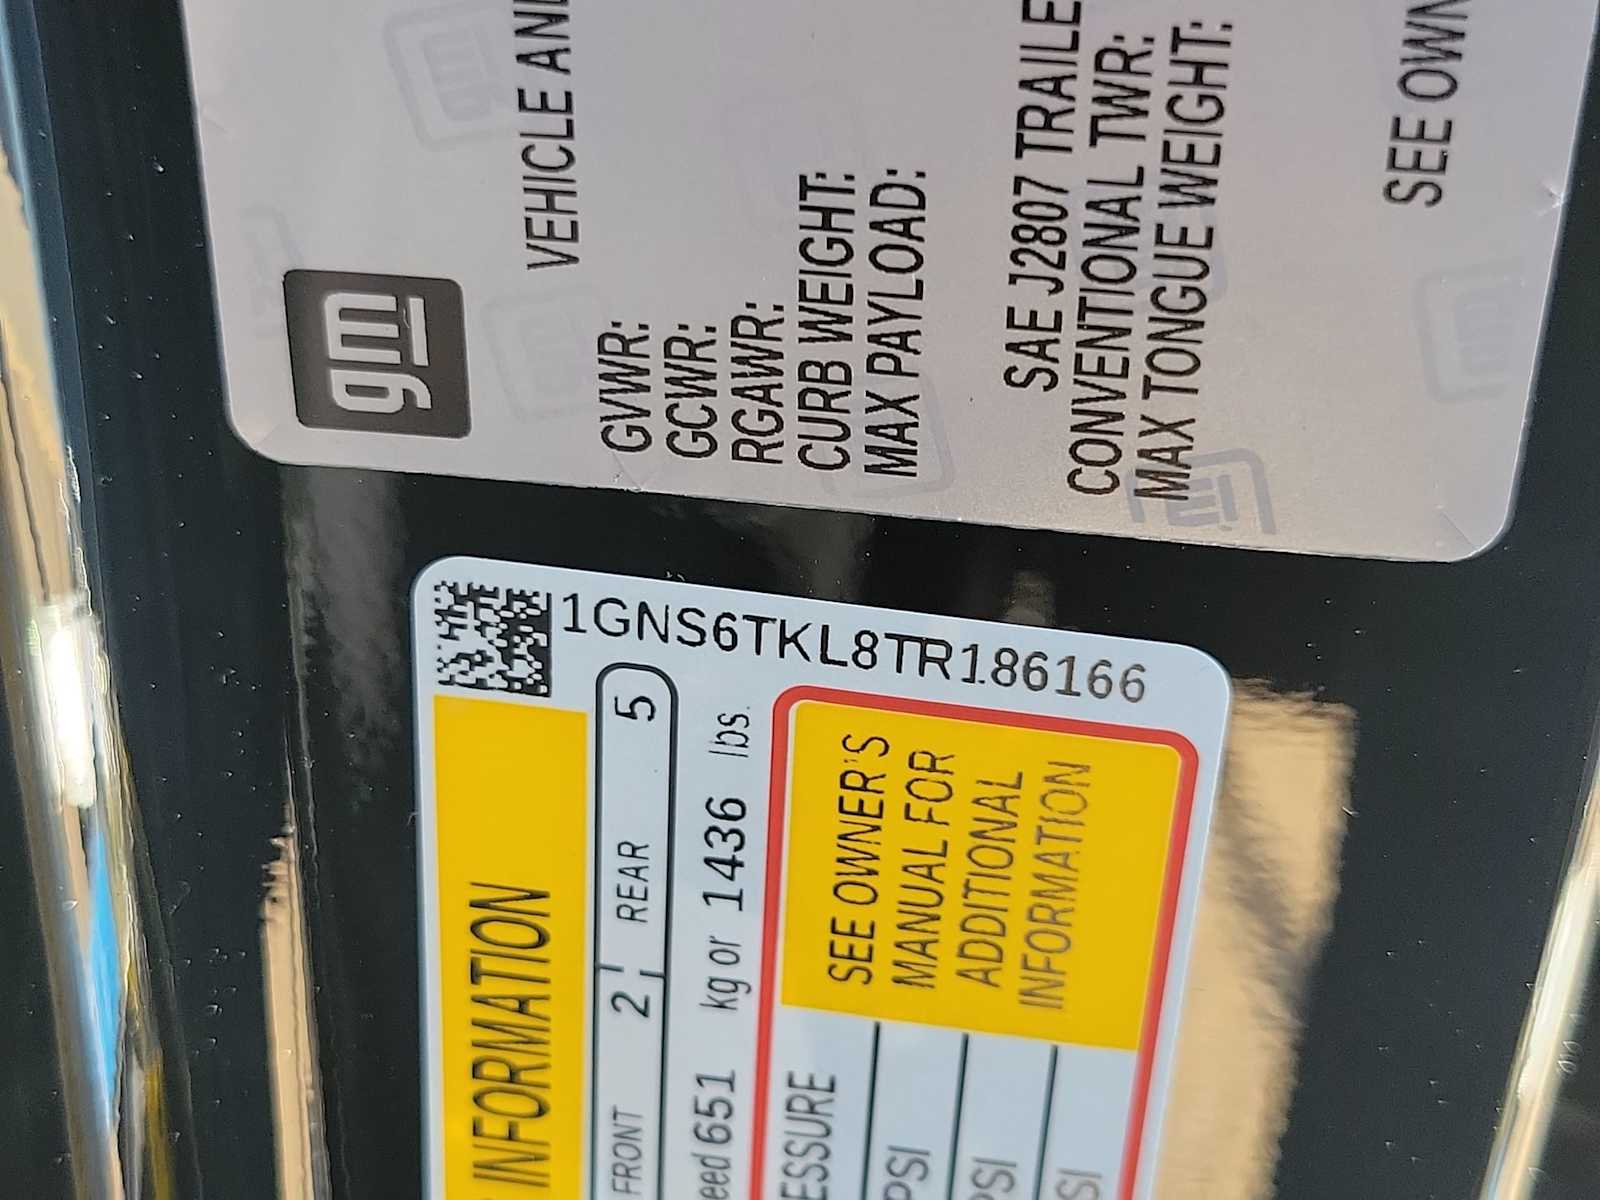 gm
VEHICLE AN
GVWR:
GCWR:
RGAWR:
CURB WEIGHT:
MAX PAYLOAD:
SAE J2807 TRAILE
CONVENTIONAL TWR:
MAX TONGUE WEIGHT:
SEE OWN
1GNS6TKL8TR186166
INFORMATION
FRONT 2 REAR 5
eed 651 kg or 1436 lbs.
ESSURE
SEE OWNER'S
MANUAL FOR
ADDITIONAL
INFORMATION
PSI
PSI
SI